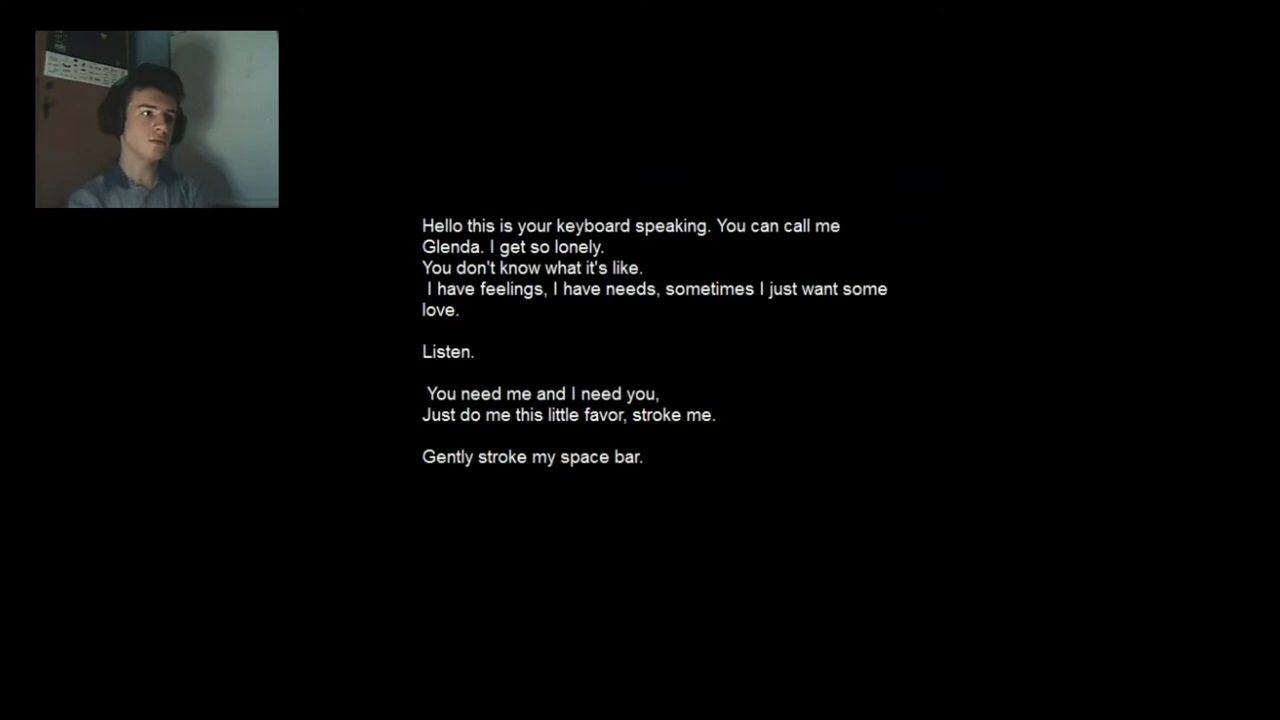 Hello this is your keyboard speaking. You can call me
Glenda. I get so lonely.
You don't know what it's like.
I have feelings, I have needs, sometimes I just want some
love.
Listen.
You need me and I need you,
Just do me this little favor, stroke me.
Gently stroke my space bar.